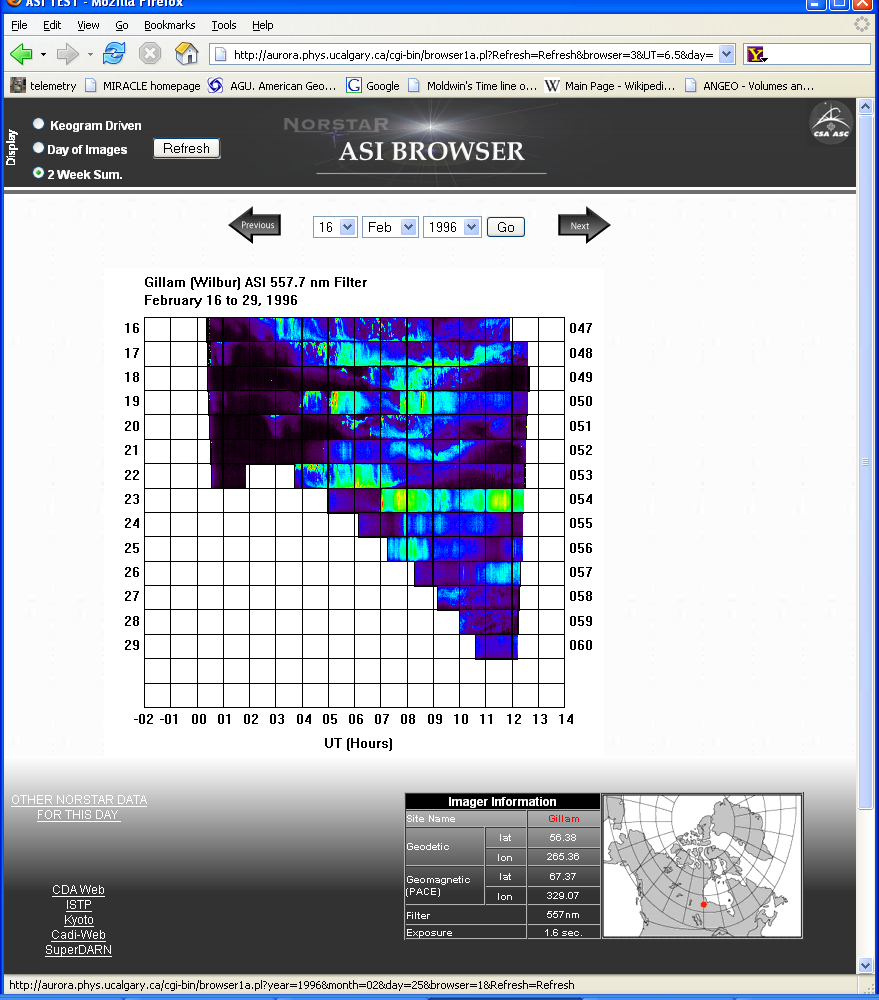 ASI TEST - Mozilla Firefox
File Edit View Go Bookmarks Tools Help
http://aurora.phys.ucalgary.ca/cgi-bin/browser1a.pl?Refresh=Refresh&browser=3&UT=6.5&day=
Y
telemetry MIRACLE homepage AGU. American Geo... G Google Moldwin's Time line o... W Main Page - Wikipedi... ANGEO - Volumes an...
Display
Keogram Driven
Day of Images
2 Week Sum.
Refresh
NORSTAR
ASI BROWSER
CSA ASC
Previous 16 Feb 1996 Go Next
Gillam (Wilbur) ASI 557.7 nm Filter
February 16 to 29, 1996
16 047
17 048
18 049
19 050
20 051
21 052
22 053
23 054
24 055
25 056
26 057
27 058
28 059
29 060
-02 -01 00 01 02 03 04 05 06 07 08 09 10 11 12 13 14
UT (Hours)
OTHER NORSTAR DATA
FOR THIS DAY
CDA Web
ISTP
Kyoto
Cadi-Web
SuperDARN
Imager Information
Site Name Gillam
Geodetic lat 56.38
lon 265.36
Geomagnetic (PACE) lat 67.37
lon 329.07
Filter 557nm
Exposure 1.6 sec.
http://aurora.phys.ucalgary.ca/cgi-bin/browser1a.pl?year=1996&month=02&day=25&browser=1&Refresh=Refresh